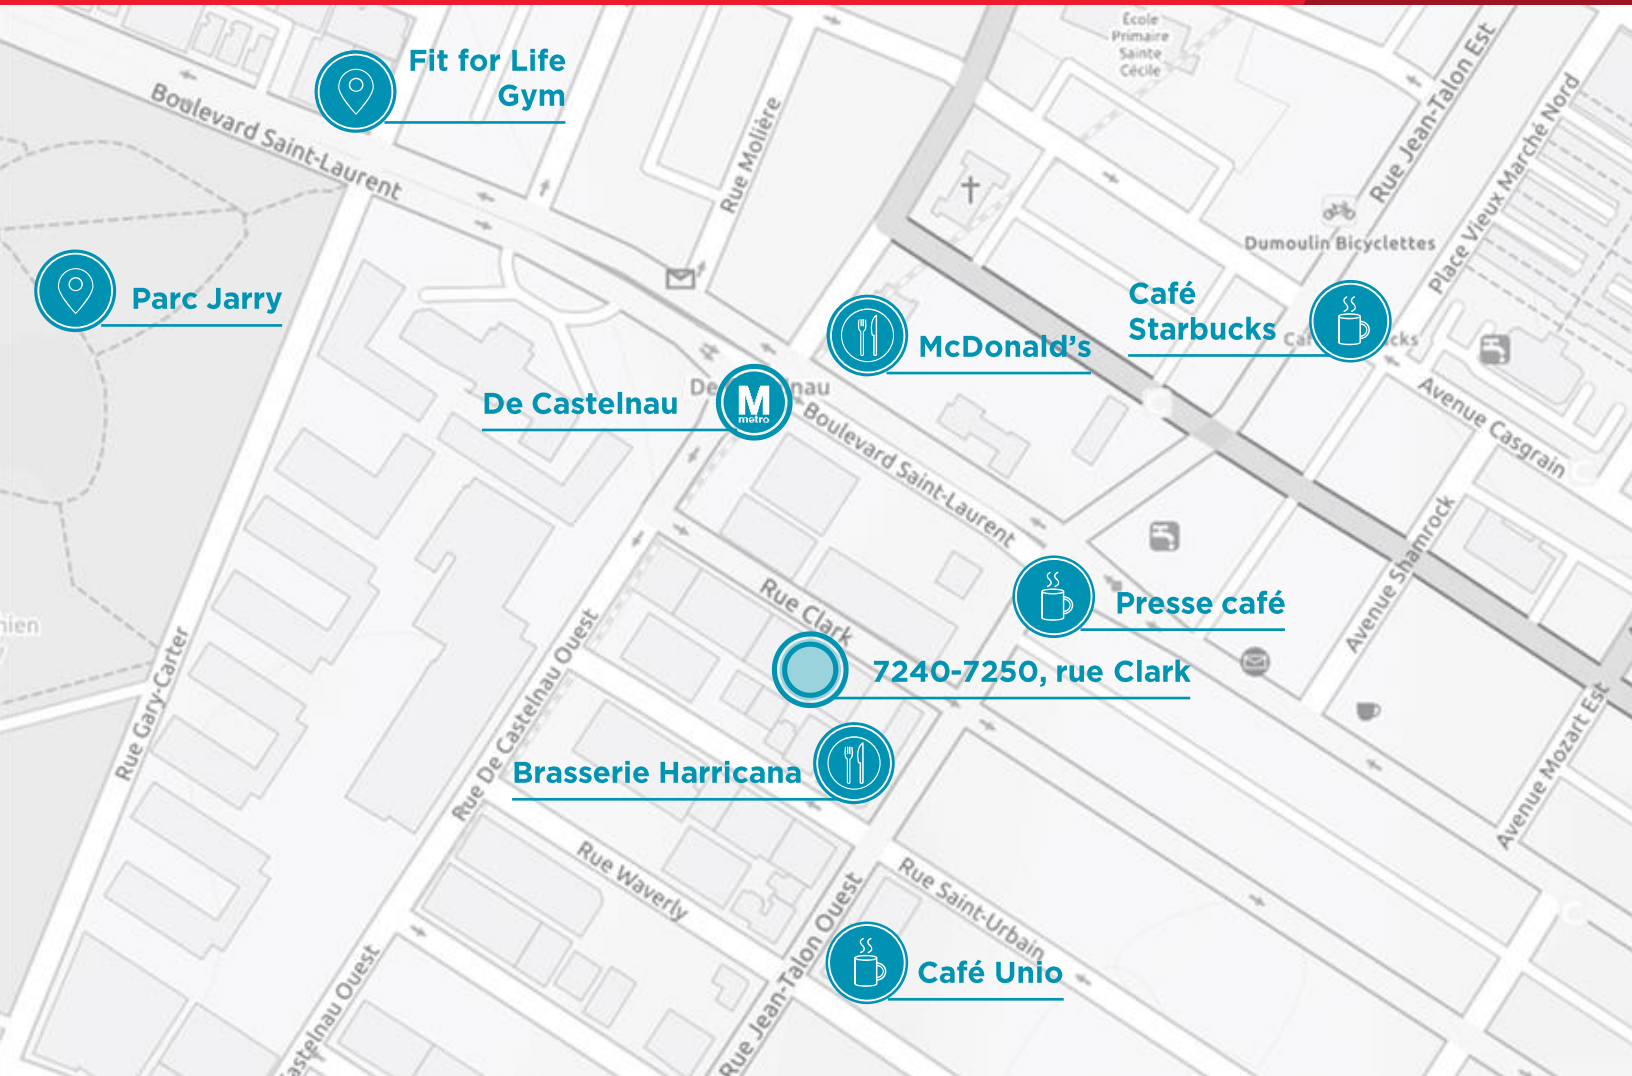 École
Primaire
Sainte
Cécile
Fit for Life
Gym
Boulevard Saint-Laurent
Rue Molière
Rue Jean-Talon Est
Place Vieux Marché Nord
Dumoulin Bicyclettes
Parc Jarry
Café
Starbucks
McDonald's
De Castelnau
M
metro
Avenue Casgrain
Boulevard Saint-Laurent
Avenue Shamrock
Rue Clark
Presse café
7240-7250, rue Clark
Rue Gary-Carter
Rue De Castelnau Ouest
Brasserie Harricana
Avenue Mozart Est
Rue Waverly
Rue Saint-Urbain
Rue Jean-Talon Ouest
Café Unio
astelnau Ouest